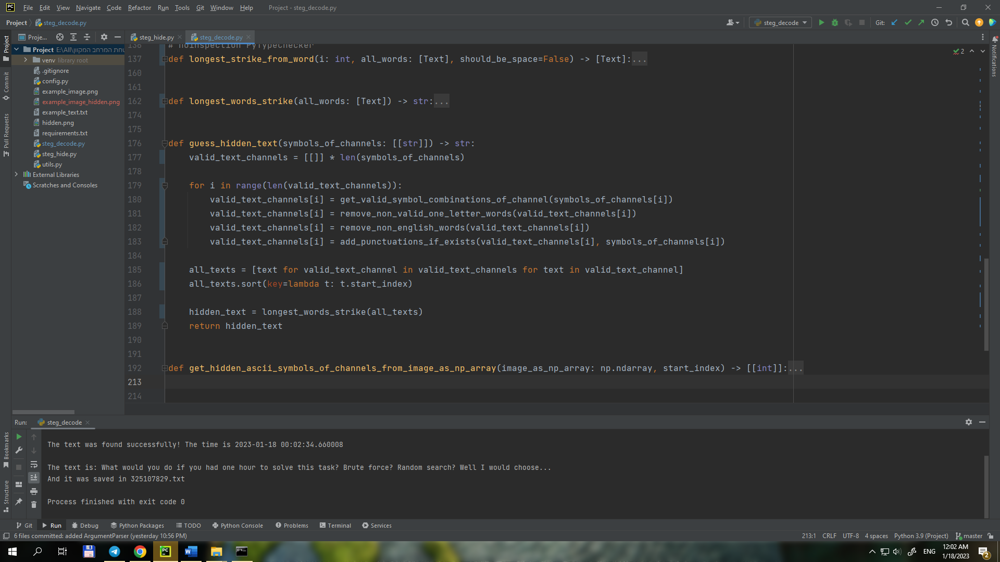 File Edit View Navigate Code Refactor Run Tools Git Window Help Project - steg_decode.py
Project steg_decode.py
steg_decode Git:
Proje...
steg_hide.py
steg_decode.py
Project E:\All\טחת המרחב המקוון
venv library root
.gitignore
config.py
example_image.png
example_image_hidden.png
example_text.txt
hidden.png
requirements.txt
steg_decode.py
steg_hide.py
utils.py
External Libraries
Scratches and Consoles
Project
Commit
Pull Requests
Bookmarks
Structure
Notifications
2
136 # noinspection PyTypeChecker
137 def longest_strike_from_word(i: int, all_words: [Text], should_be_space=False) -> [Text]:...
160
161
162 def longest_words_strike(all_words: [Text]) -> str:...
174
175
176 def guess_hidden_text(symbols_of_channels: [[str]]) -> str:
177 valid_text_channels = [[]] * len(symbols_of_channels)
178
179 for i in range(len(valid_text_channels)):
180 valid_text_channels[i] = get_valid_symbol_combinations_of_channel(symbols_of_channels[i])
181 valid_text_channels[i] = remove_non_valid_one_letter_words(valid_text_channels[i])
182 valid_text_channels[i] = remove_non_english_words(valid_text_channels[i])
183 valid_text_channels[i] = add_punctuations_if_exists(valid_text_channels[i], symbols_of_channels[i])
184
185 all_texts = [text for valid_text_channel in valid_text_channels for text in valid_text_channel]
186 all_texts.sort(key=lambda t: t.start_index)
187
188 hidden_text = longest_words_strike(all_texts)
189 return hidden_text
190
191
192 def get_hidden_ascii_symbols_of_channels_from_image_as_np_array(image_as_np_array: np.ndarray, start_index) -> [[int]]:...
213
214
Run: steg_decode
The text was found successfully! The time is 2023-01-18 00:02:34.660008
The text is: What would you do if you had one hour to solve this task? Brute force? Random search? Well I would choose...
And it was saved in 325107829.txt
Process finished with exit code 0
Git Run Debug Python Packages TODO Python Console Problems Terminal Services
6 files committed: added ArgumentParser (yesterday 10:56 PM)
213:1 CRLF UTF-8 4 spaces Python 3.9 (Project) master
ENG
12:02 AM
1/18/2023
2